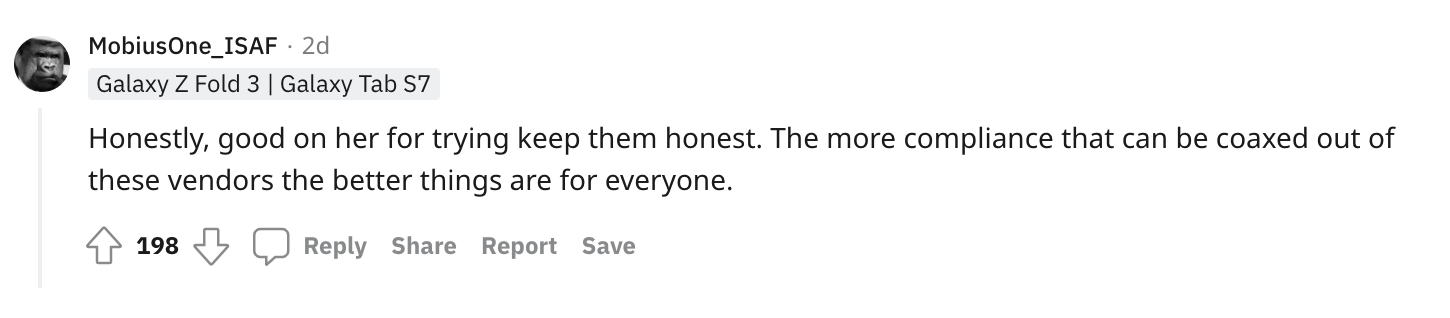 MobiusOne_ISAF · 2d
Galaxy Z Fold 3 | Galaxy Tab S7
Honestly, good on her for trying keep them honest. The more compliance that can be coaxed out of
these vendors the better things are for everyone.
198 Reply Share Report Save